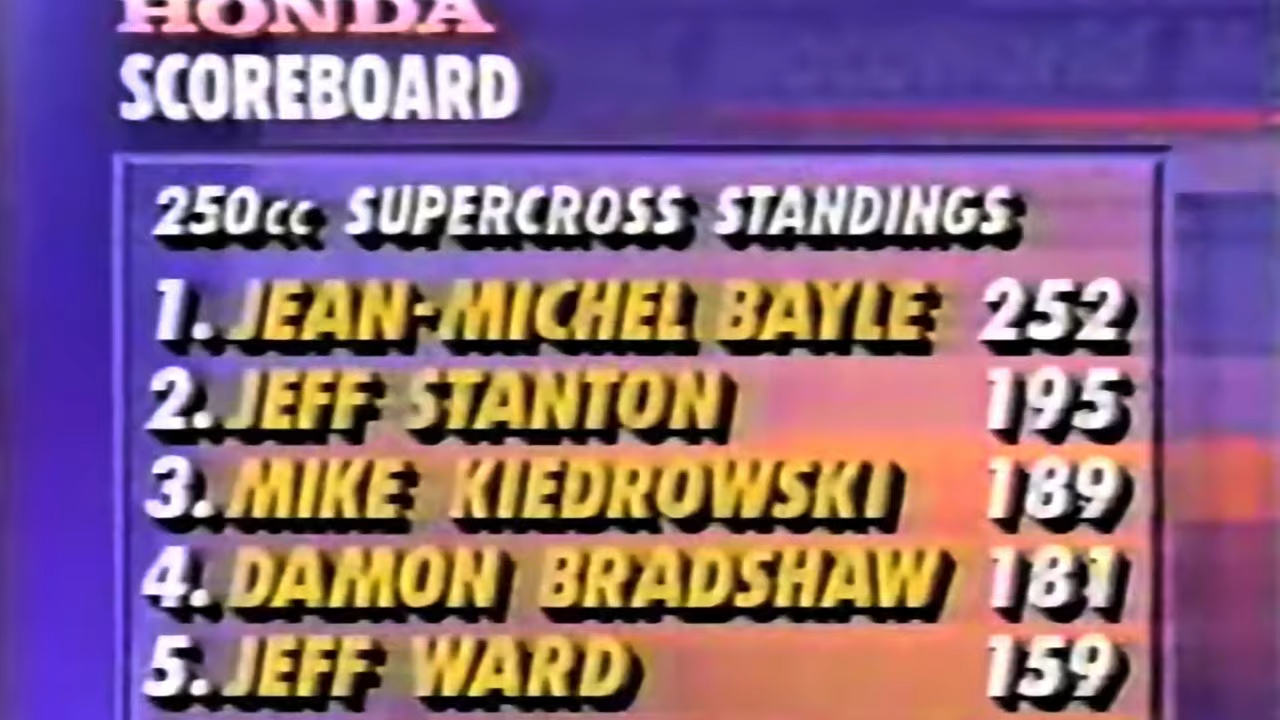 HONDA
SCOREBOARD
250cc SUPERCROSS STANDINGS
1. JEAN-MICHEL BAYLE 252
2. JEFF STANTON 195
3. MIKE KIEDROWSKI 189
4. DAMON BRADSHAW 181
5. JEFF WARD 159